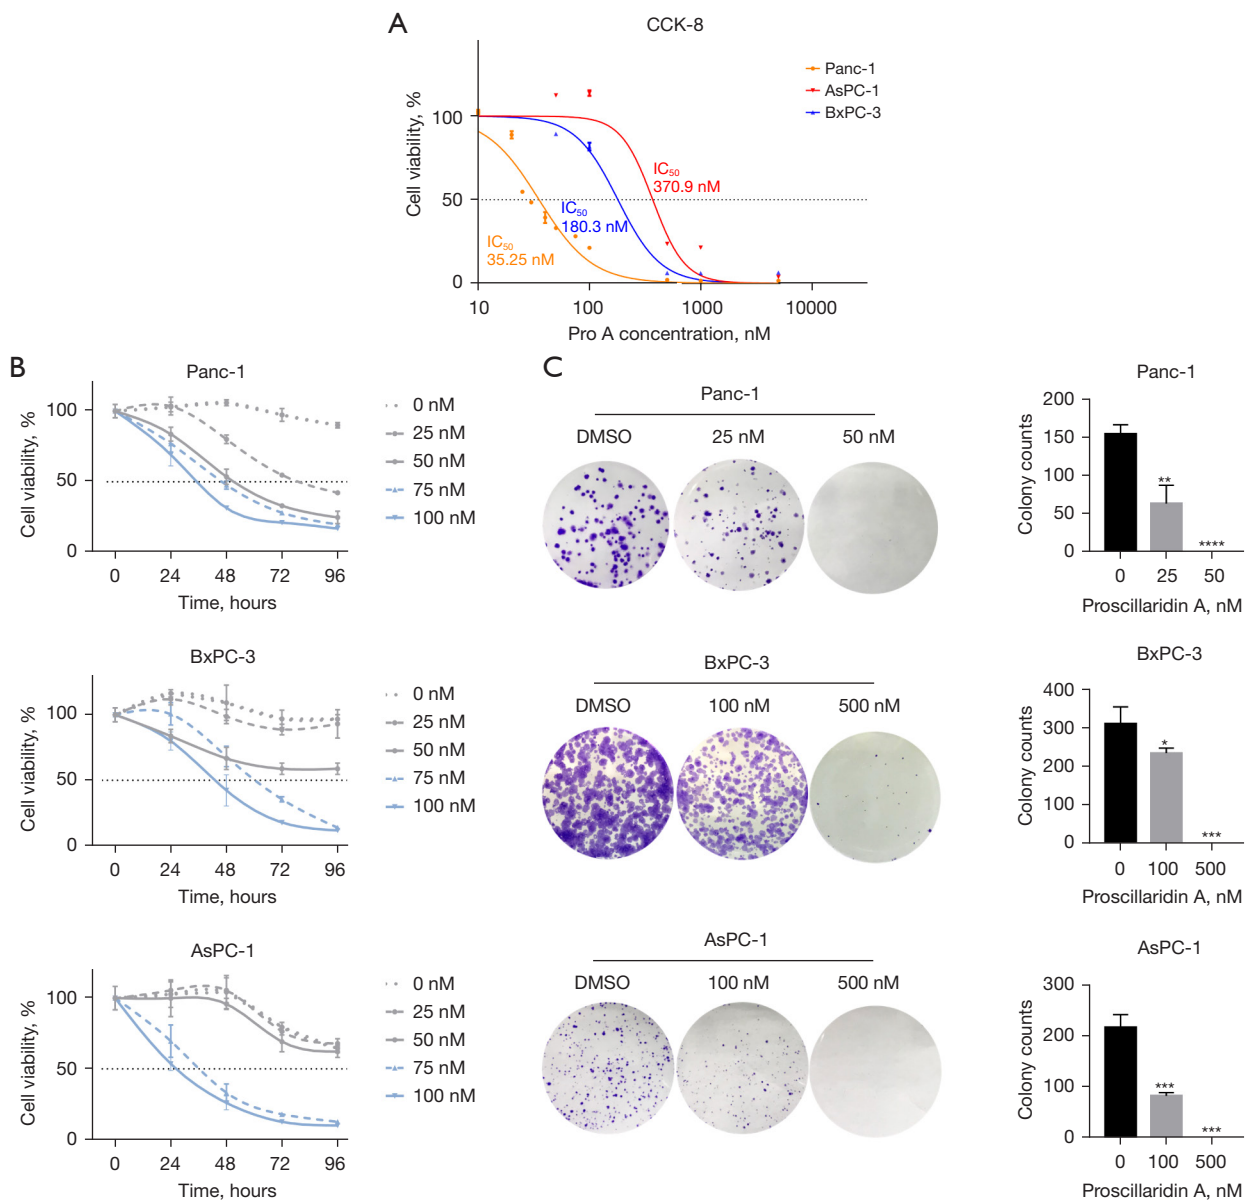 A
CCK-8
Cell viability, %
100
50
0
10
100
1000
10000
Pro A concentration, nM
Panc-1
AsPC-1
BxPC-3
IC50
370.9 nM
IC50
180.3 nM
IC50
35.25 nM
B
Panc-1
Cell viability, %
100
50
0
0
24
48
72
96
Time, hours
0 nM
25 nM
50 nM
75 nM
100 nM
BxPC-3
Cell viability, %
100
50
0
0
24
48
72
96
Time, hours
0 nM
25 nM
50 nM
75 nM
100 nM
AsPC-1
Cell viability, %
100
50
0
0
24
48
72
96
Time, hours
0 nM
25 nM
50 nM
75 nM
100 nM
C
Panc-1
DMSO
25 nM
50 nM
Panc-1
Colony counts
200
150
100
50
0
**
****
0
25
50
Proscillaridin A, nM
BxPC-3
DMSO
100 nM
500 nM
BxPC-3
Colony counts
400
300
200
100
0
*
***
0
100
500
Proscillaridin A, nM
AsPC-1
DMSO
100 nM
500 nM
AsPC-1
Colony counts
300
200
100
0
***
***
0
100
500
Proscillaridin A, nM